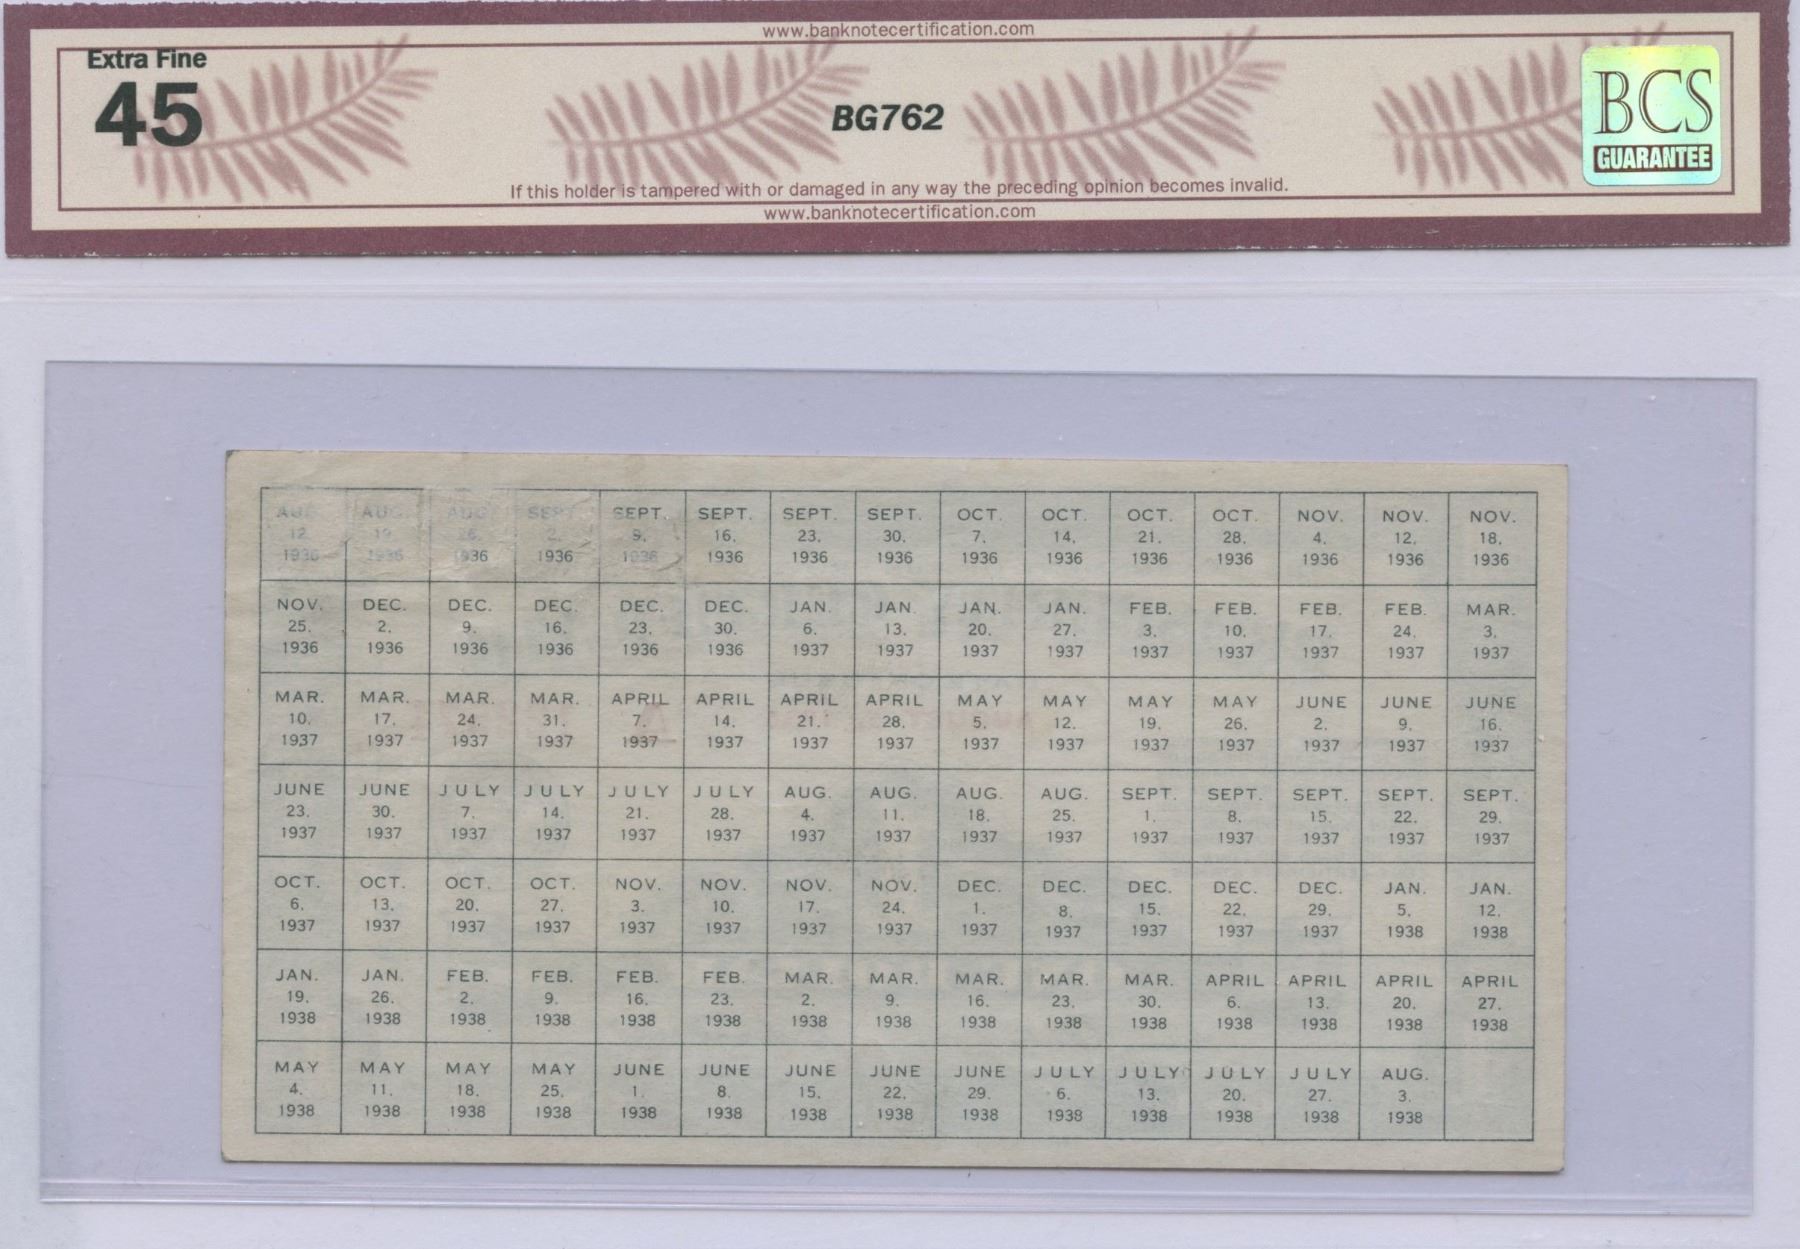 www.banknotecertification.com
Extra Fine
45
BG762
BCS
GUARANTEE
If this holder is tampered with or damaged in any way the preceding opinion becomes invalid.
www.banknotecertification.com
AUG AUG. AUG SEPT SEPT. SEPT. SEPT. SEPT. OCT. OCT. OCT. OCT. NOV. NOV. NOV.
12. 19 26. 2. 9. 16. 23. 30. 7. 14. 21. 28. 4. 12. 18.
1936 1936 1936 1936 1936 1936 1936 1936 1936 1936 1936 1936 1936 1936 1936
NOV. DEC. DEC. DEC. DEC. DEC. JAN. JAN. JAN. JAN. FEB. FEB. FEB. FEB. MAR.
25. 2. 9. 16. 23. 30. 6. 13. 20. 27. 3. 10. 17. 24. 3.
1936 1936 1936 1936 1936 1936 1937 1937 1937 1937 1937 1937 1937 1937 1937
MAR. MAR. MAR. MAR. APRIL APRIL APRIL APRIL MAY MAY MAY MAY JUNE JUNE JUNE
10. 17. 24. 31. 7. 14. 21. 28. 5. 12. 19. 26. 2. 9. 16.
1937 1937 1937 1937 1937 1937 1937 1937 1937 1937 1937 1937 1937 1937 1937
JUNE JUNE JULY JULY JULY JULY AUG. AUG. AUG. AUG. SEPT. SEPT. SEPT. SEPT. SEPT.
23. 30. 7. 14. 21. 28. 4. 11. 18. 25. 1. 8. 15. 22. 29.
1937 1937 1937 1937 1937 1937 1937 1937 1937 1937 1937 1937 1937 1937 1937
OCT. OCT. OCT. OCT. NOV. NOV. NOV. NOV. DEC. DEC. DEC. DEC. DEC. JAN. JAN.
6. 13. 20. 27. 3. 10. 17. 24. 1. 8. 15. 22. 29. 5. 12.
1937 1937 1937 1937 1937 1937 1937 1937 1937 1937 1937 1937 1937 1938 1938
JAN. JAN. FEB. FEB. FEB. FEB. MAR. MAR. MAR. MAR. MAR. APRIL APRIL APRIL APRIL
19. 26. 2. 9. 16. 23. 2. 9. 16. 23. 30. 6. 13. 20. 27.
1938 1938 1938 1938 1938 1938 1938 1938 1938 1938 1938 1938 1938 1938 1938
MAY MAY MAY MAY JUNE JUNE JUNE JUNE JUNE JULY JULY JULY JULY AUG.
4. 11. 18. 25. 1. 8. 15. 22. 29. 6. 13. 20. 27. 3.
1938 1938 1938 1938 1938 1938 1938 1938 1938 1938 1938 1938 1938 1938